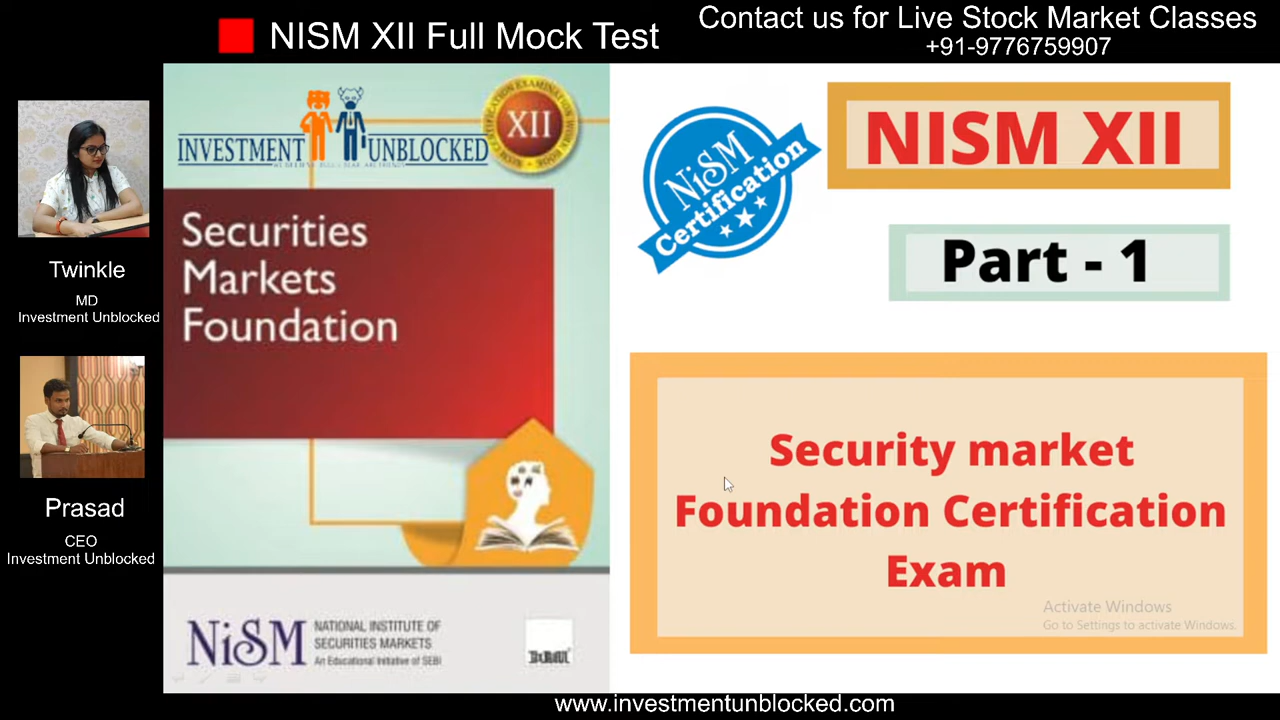 NISM XII Full Mock Test
Contact us for Live Stock Market Classes
+91-9776759907
Twinkle
MD
Investment Unblocked
Prasad
CEO
Investment Unblocked
INVESTMENT UNBLOCKED
XII
Securities
Markets
Foundation
NiSM
NATIONAL INSTITUTE OF
SECURITIES MARKETS
An Educational Initiative of SEBI
NiSM
Certification
NISM XII
Part - 1
Security market
Foundation Certification
Exam
Activate Windows
Go to Settings to activate Windows.
www.investmentunblocked.com